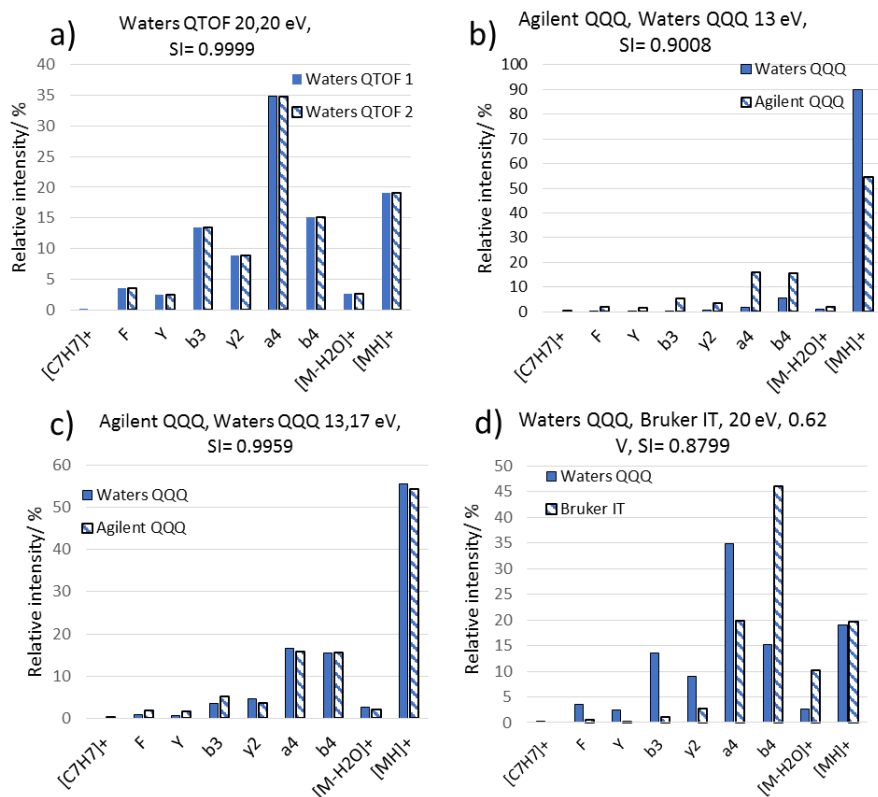 a)
Waters QTOF 20,20 eV,
SI= 0.9999
Relative intensity/ %
40
35
30
25
20
15
10
5
0
Waters QTOF 1
Waters QTOF 2
[C7H7]+
F
Y
b3
y2
a4
b4
[M-H2O]+
[MH]+
b)
Agilent QQQ, Waters QQQ 13 eV,
SI= 0.9008
Relative intensity/ %
100
90
80
70
60
50
40
30
20
10
0
Waters QQQ
Agilent QQQ
[C7H7]+
F
Y
b3
y2
a4
b4
[M-H2O]+
[MH]+
c)
Agilent QQQ, Waters QQQ 13,17 eV,
SI= 0.9959
Relative intensity/ %
60
50
40
30
20
10
0
Waters QQQ
Agilent QQQ
[C7H7]+
F
Y
b3
y2
a4
b4
[M-H2O]+
[MH]+
d)
Waters QQQ, Bruker IT, 20 eV, 0.62
V, SI= 0.8799
Relative intensity/ %
50
45
40
35
30
25
20
15
10
5
0
Waters QQQ
Bruker IT
[C7H7]+
F
Y
b3
y2
a4
b4
[M-H2O]+
[MH]+